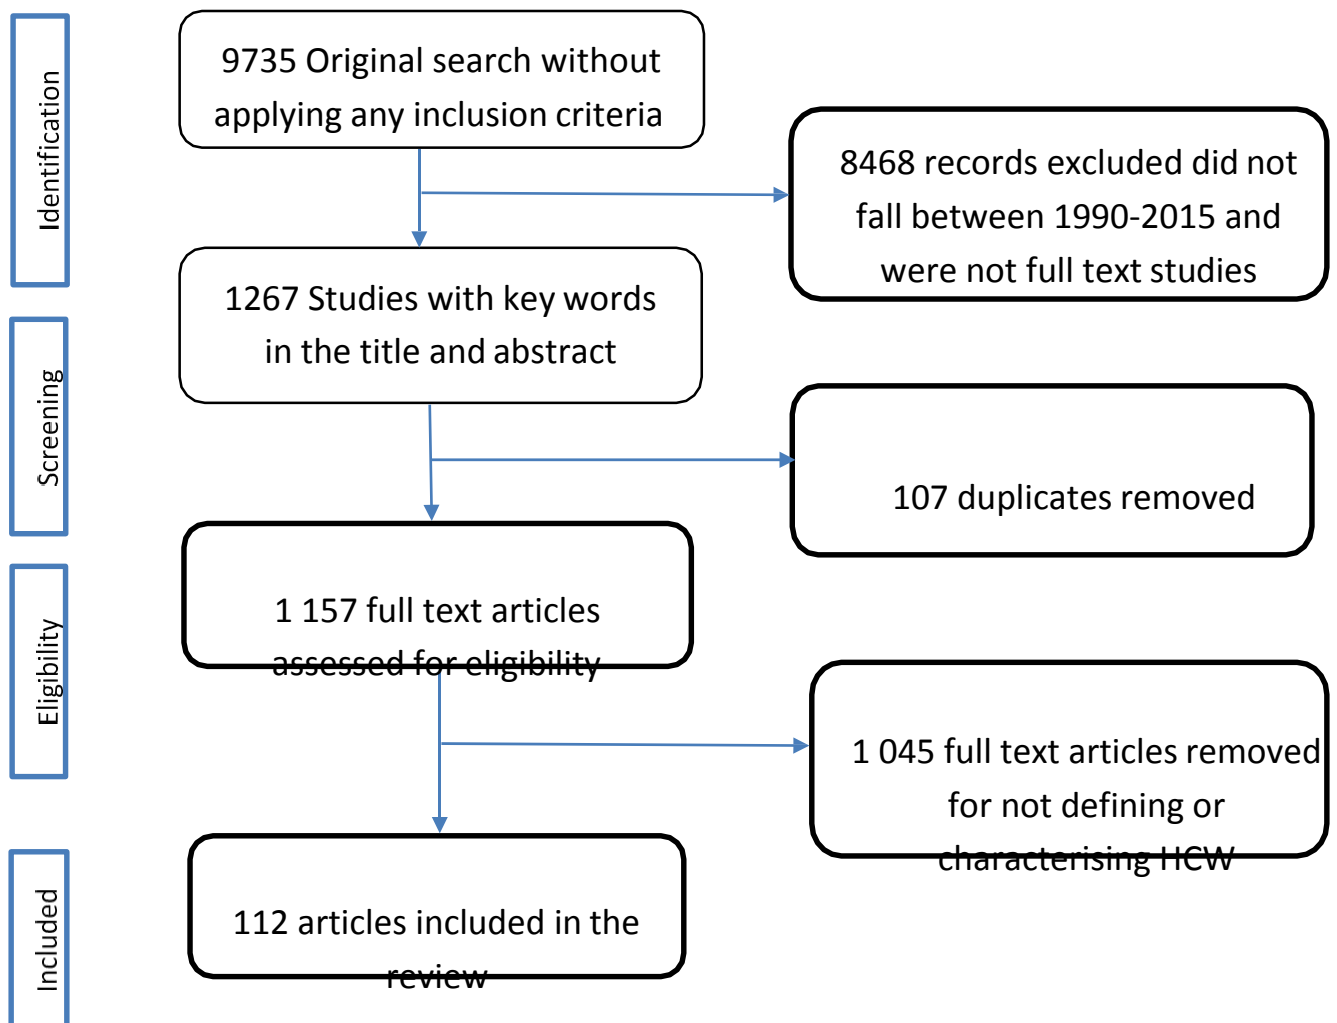 Identification
9735 Original search without
applying any inclusion criteria
8468 records excluded did not
fall between 1990-2015 and
were not full text studies
1267 Studies with key words
in the title and abstract
Screening
107 duplicates removed
1 157 full text articles
assessed for eligibility
Eligibility
1 045 full text articles removed
for not defining or
characterising HCW
112 articles included in the
review
Included